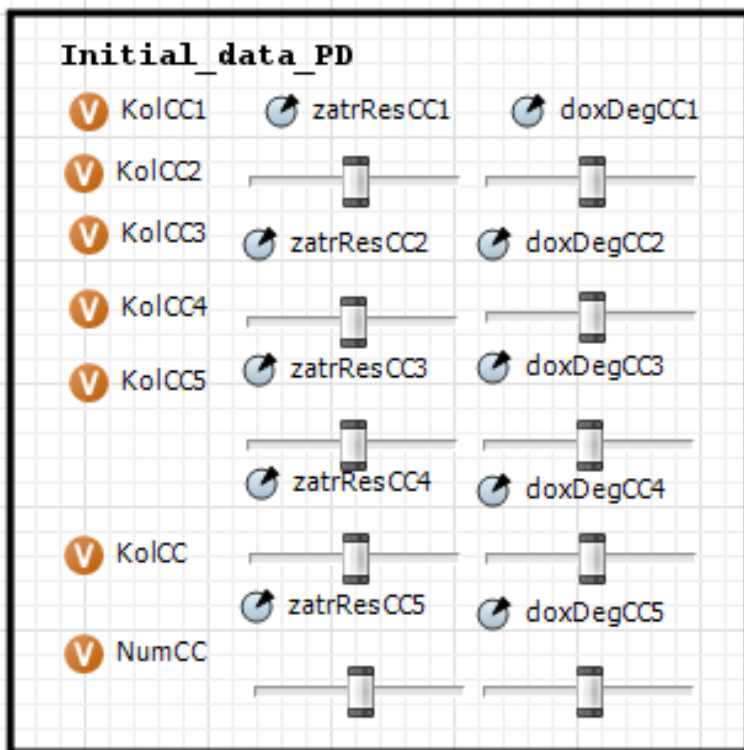 Initial_data_PD
V KolCC1 zatrResCC1 doxDegCC1
V KolCC2
V KolCC3 zatrResCC2 doxDegCC2
V KolCC4
V KolCC5 zatrResCC3 doxDegCC3
zatrResCC4 doxDegCC4
V KolCC
zatrResCC5 doxDegCC5
V NumCC